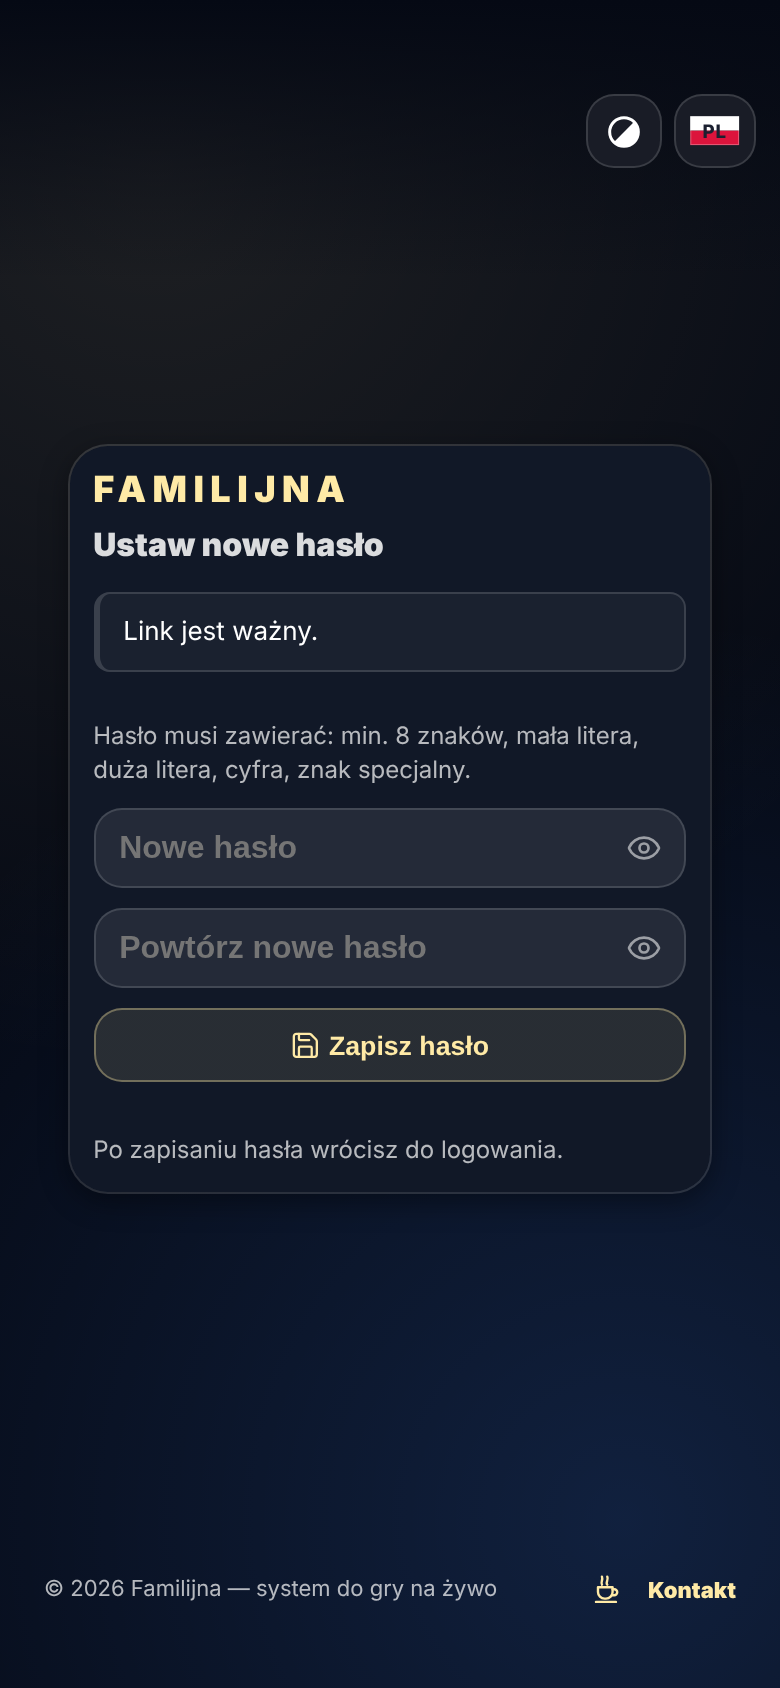 PL
FAMILIJNA
Ustaw nowe hasło
Link jest ważny.
Hasło musi zawierać: min. 8 znaków, mała litera,
duża litera, cyfra, znak specjalny.
Nowe hasło
Powtórz nowe hasło
Zapisz hasło
Po zapisaniu hasła wrócisz do logowania.
© 2026 Familijna — system do gry na żywo
Kontakt